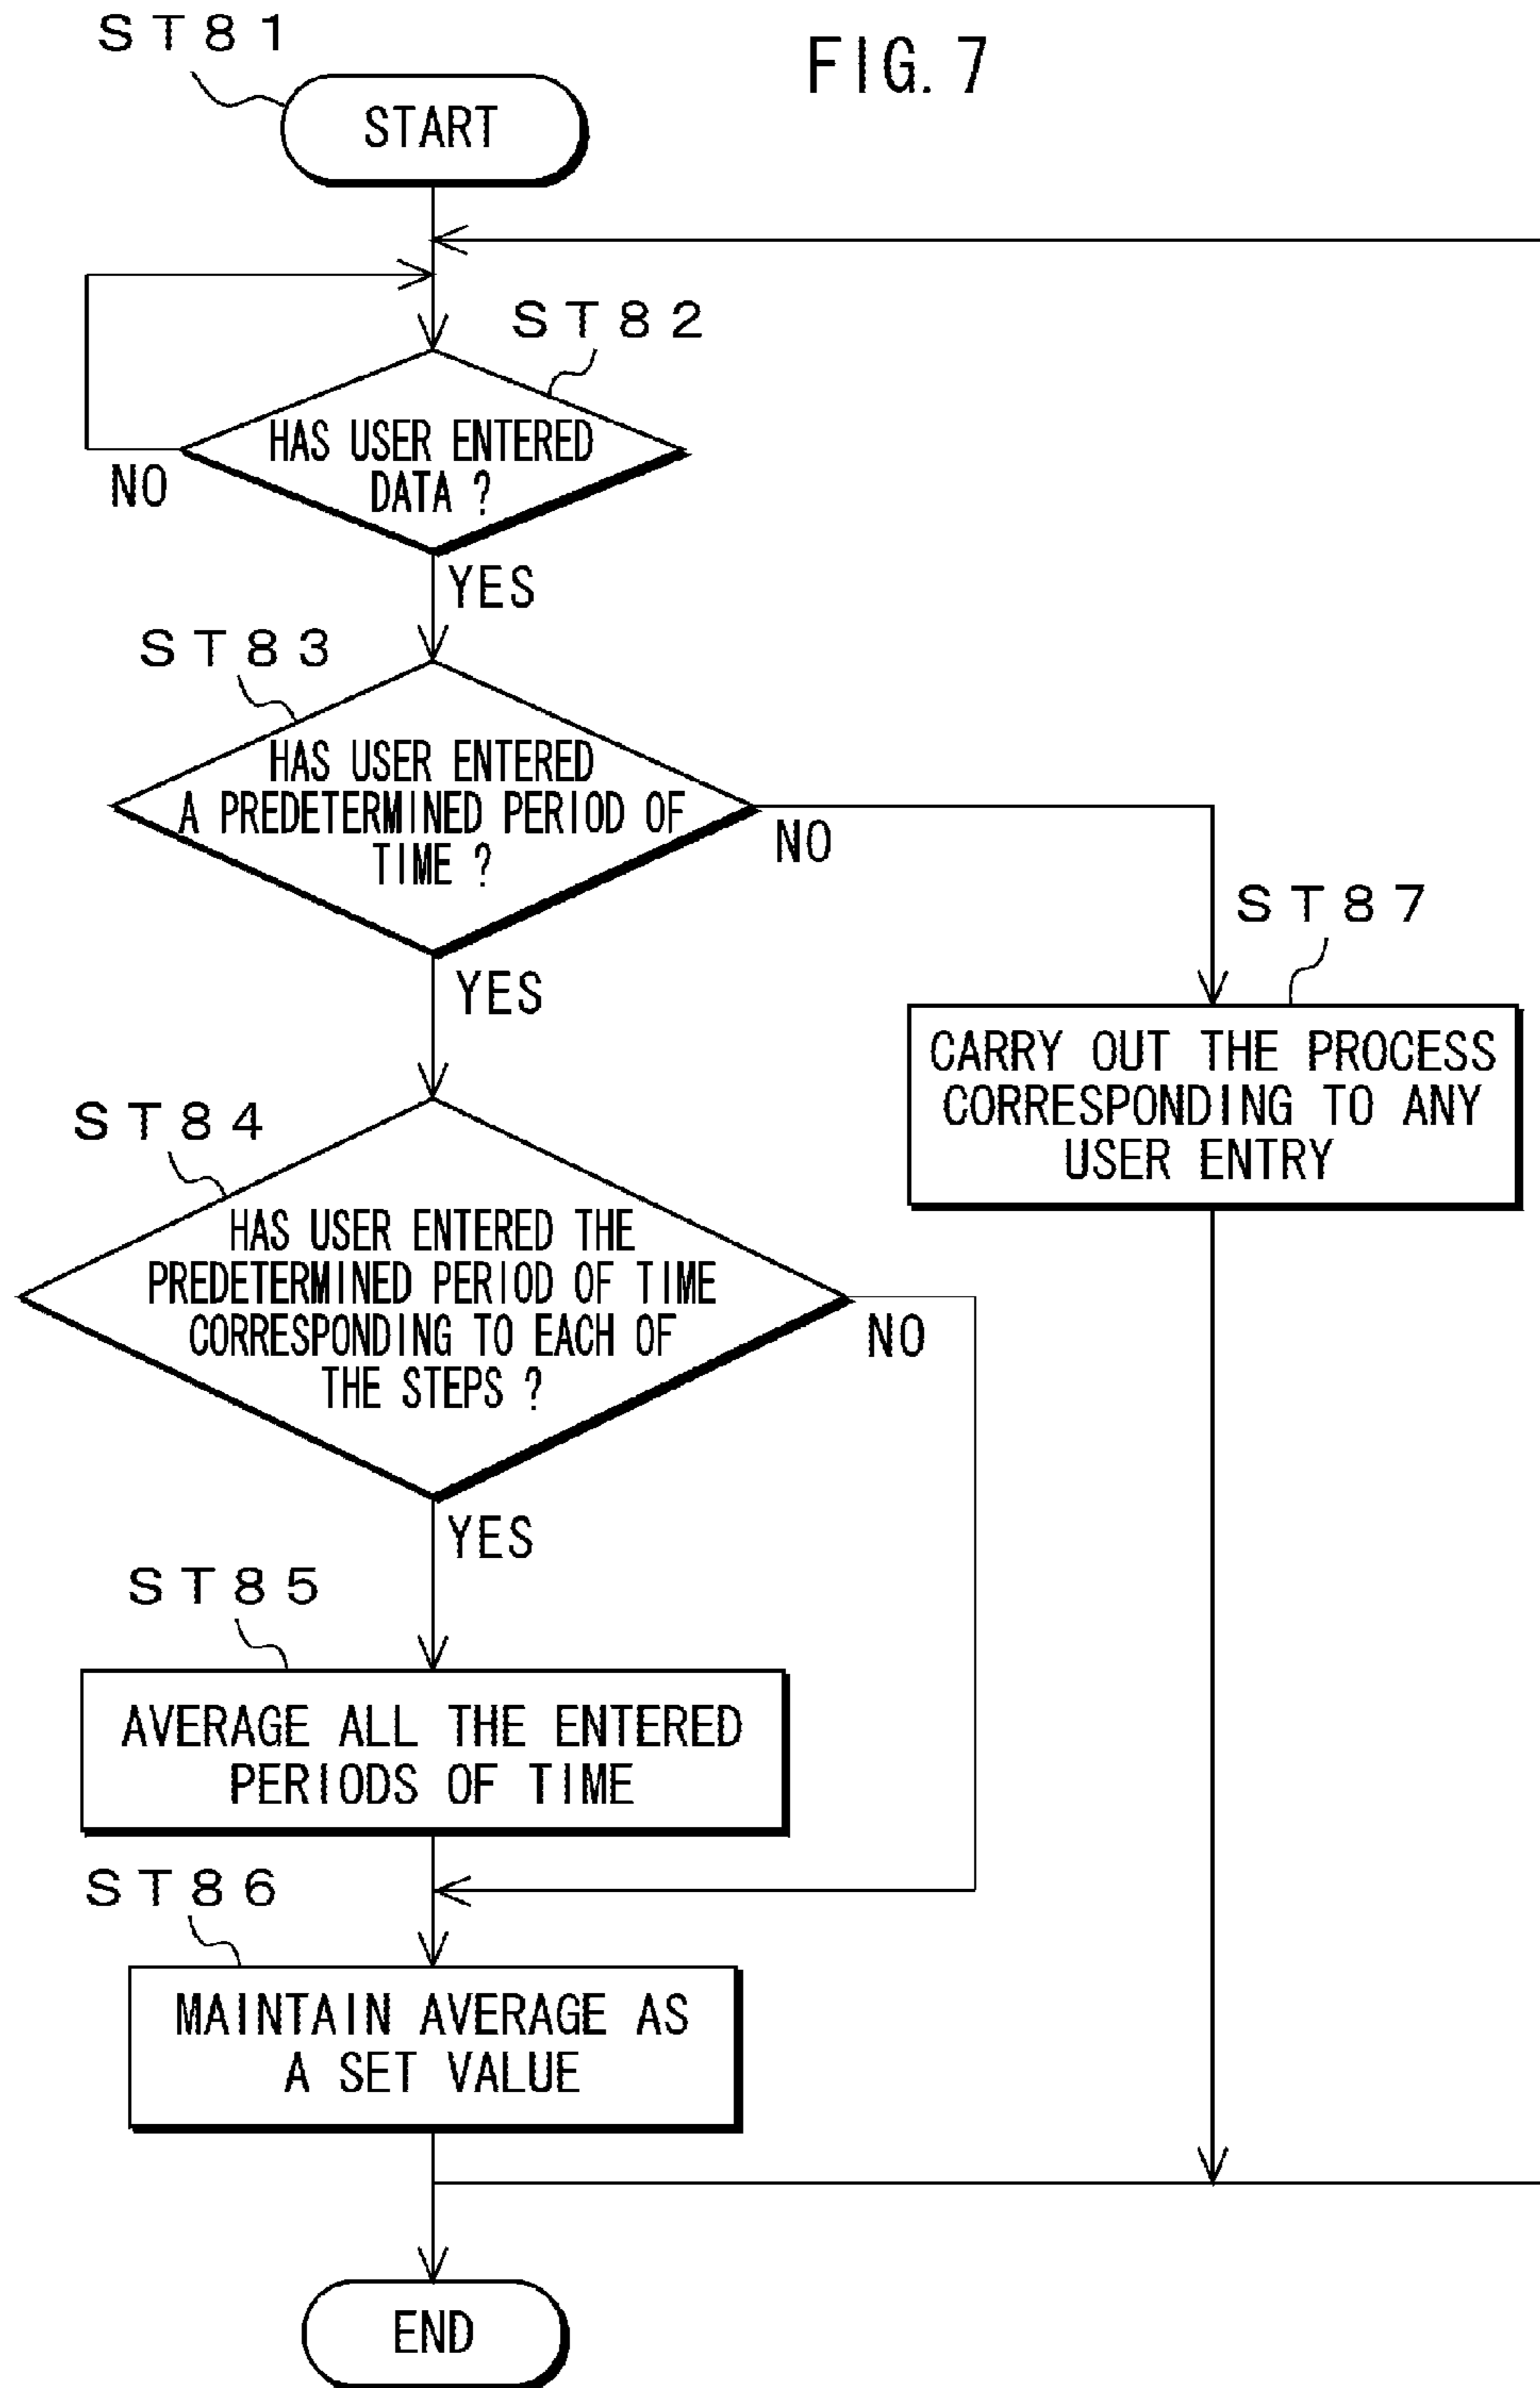 ST81
FIG. 7
START
ST82
HAS USER ENTERED
DATA ?
NO
YES
ST83
HAS USER ENTERED
A PREDETERMINED PERIOD OF
TIME ?
NO
YES
ST87
CARRY OUT THE PROCESS
CORRESPONDING TO ANY
USER ENTRY
ST84
HAS USER ENTERED THE
PREDETERMINED PERIOD OF TIME
CORRESPONDING TO EACH OF
THE STEPS ?
NO
YES
ST85
AVERAGE ALL THE ENTERED
PERIODS OF TIME
ST86
MAINTAIN AVERAGE AS
A SET VALUE
END